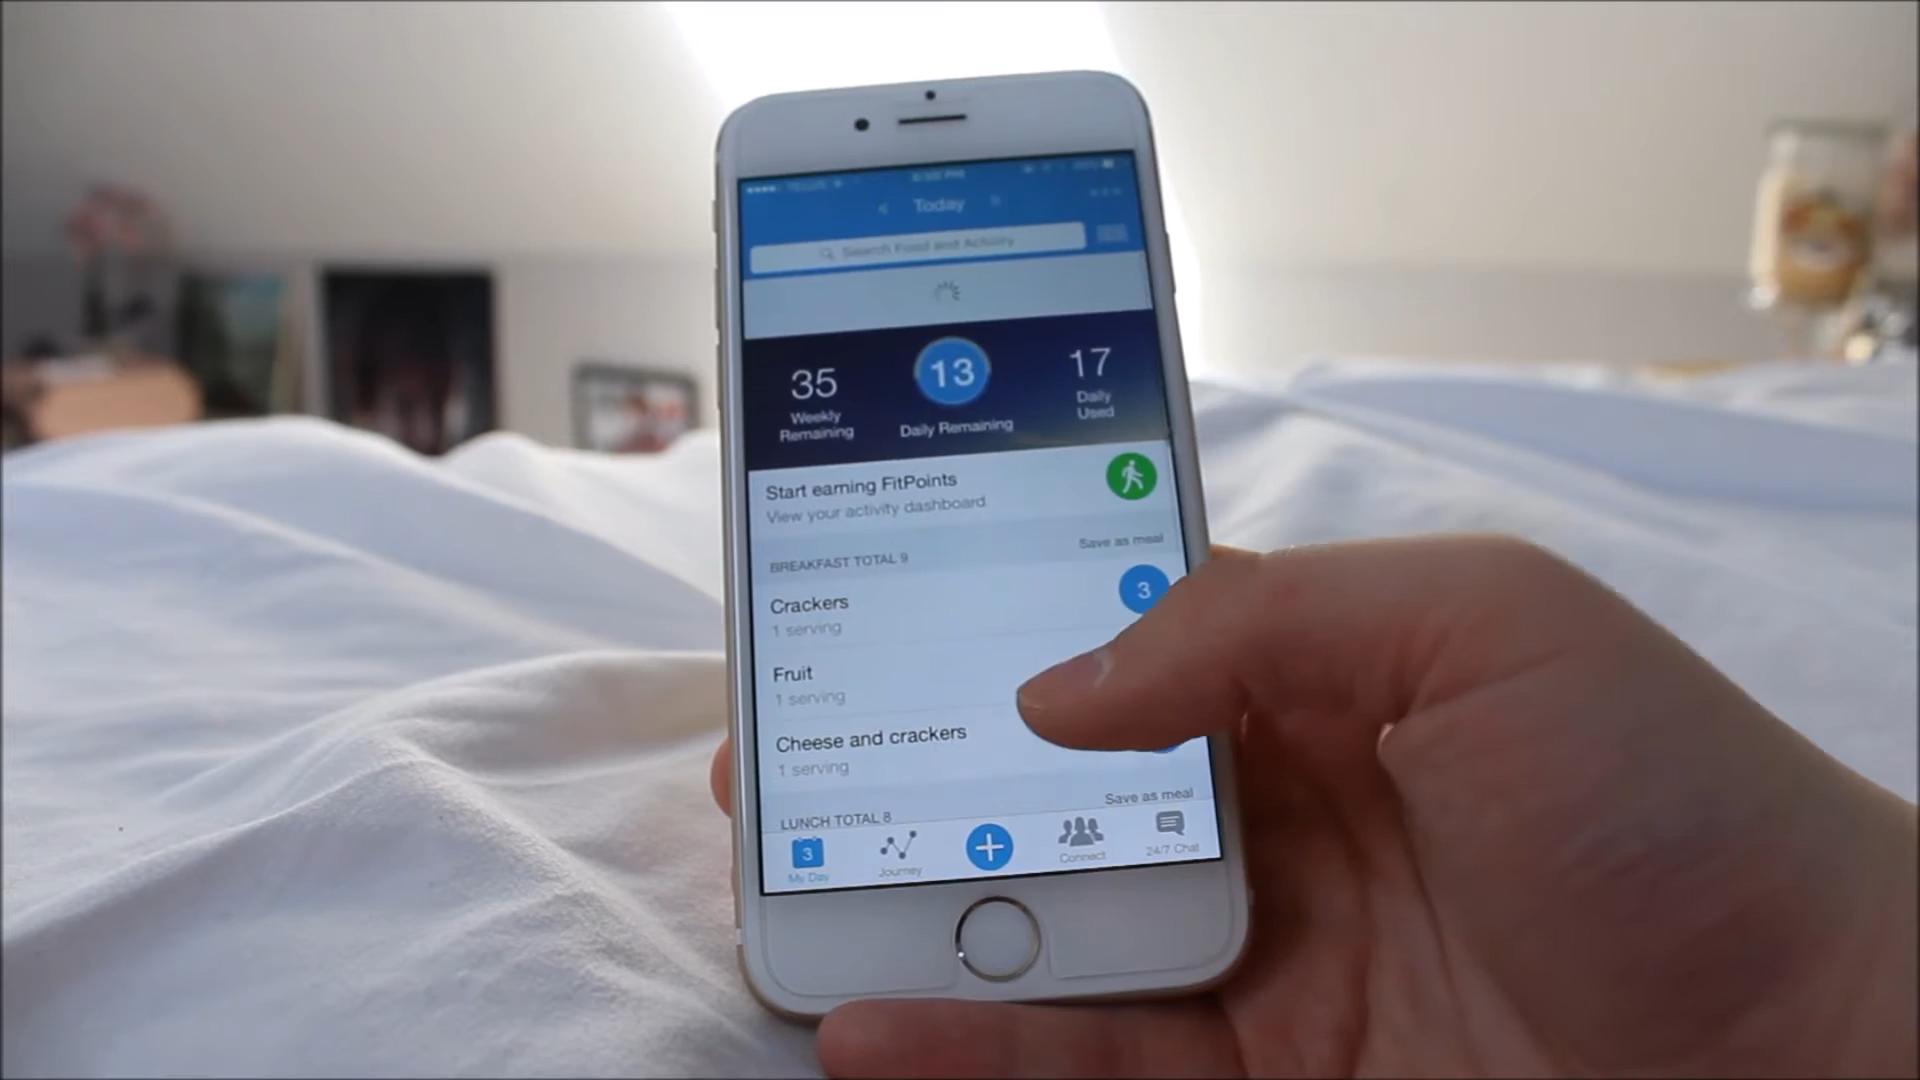 Today
Search Food and Activity
35
Weekly
Remaining
13
Daily Remaining
17
Daily
Used
Start earning FitPoints
View your activity dashboard
BREAKFAST TOTAL 9
Save as meal
Crackers
1 serving
3
Fruit
1 serving
Cheese and crackers
1 serving
LUNCH TOTAL 8
Save as meal
3
My Day
Journey
Connect
24/7 Chat